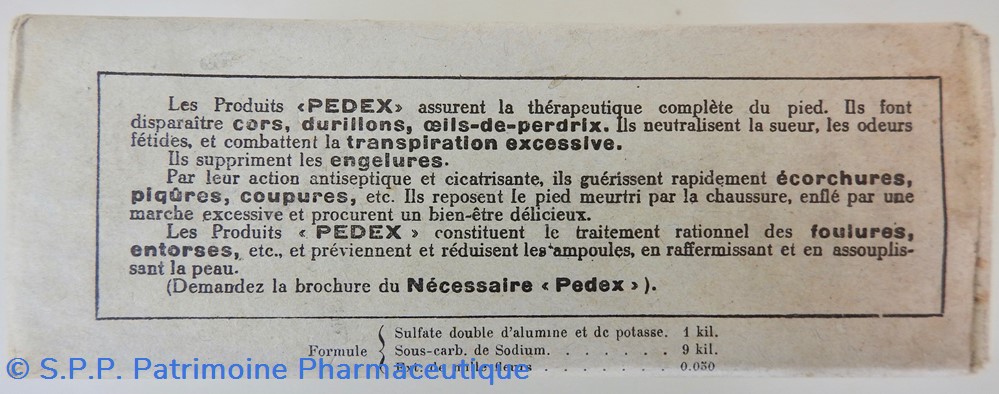 Les Produits «PEDEX» assurent la thérapeutique complète du pied. Ils font
disparaître cors, durillons, œils-de-perdrix. Ils neutralisent la sueur, les odeurs
fétides, et combattent la transpiration excessive.
Ils suppriment les engelures.
Par leur action antiseptique et cicatrisante, ils guérissent rapidement écorchures,
piqûres, coupures, etc. Ils reposent le pied meurtri par la chaussure, enflé par une
marche excessive et procurent un bien-être délicieux.
Les Produits « PEDEX » constituent le traitement rationnel des foulures,
entorses, etc., et préviennent et réduisent les ampoules, en raffermissant et en assouplis-
sant la peau.
(Demandez la brochure du Nécessaire « Pedex »).
Sulfate double d'alumine et de potasse. 1 kil.
Formule Sous-carb. de Sodium. . . . . . . . 9 kil.
Ext. de mille fleurs . . . . . . . 0.050
© S.P.P. Patrimoine Pharmaceutique